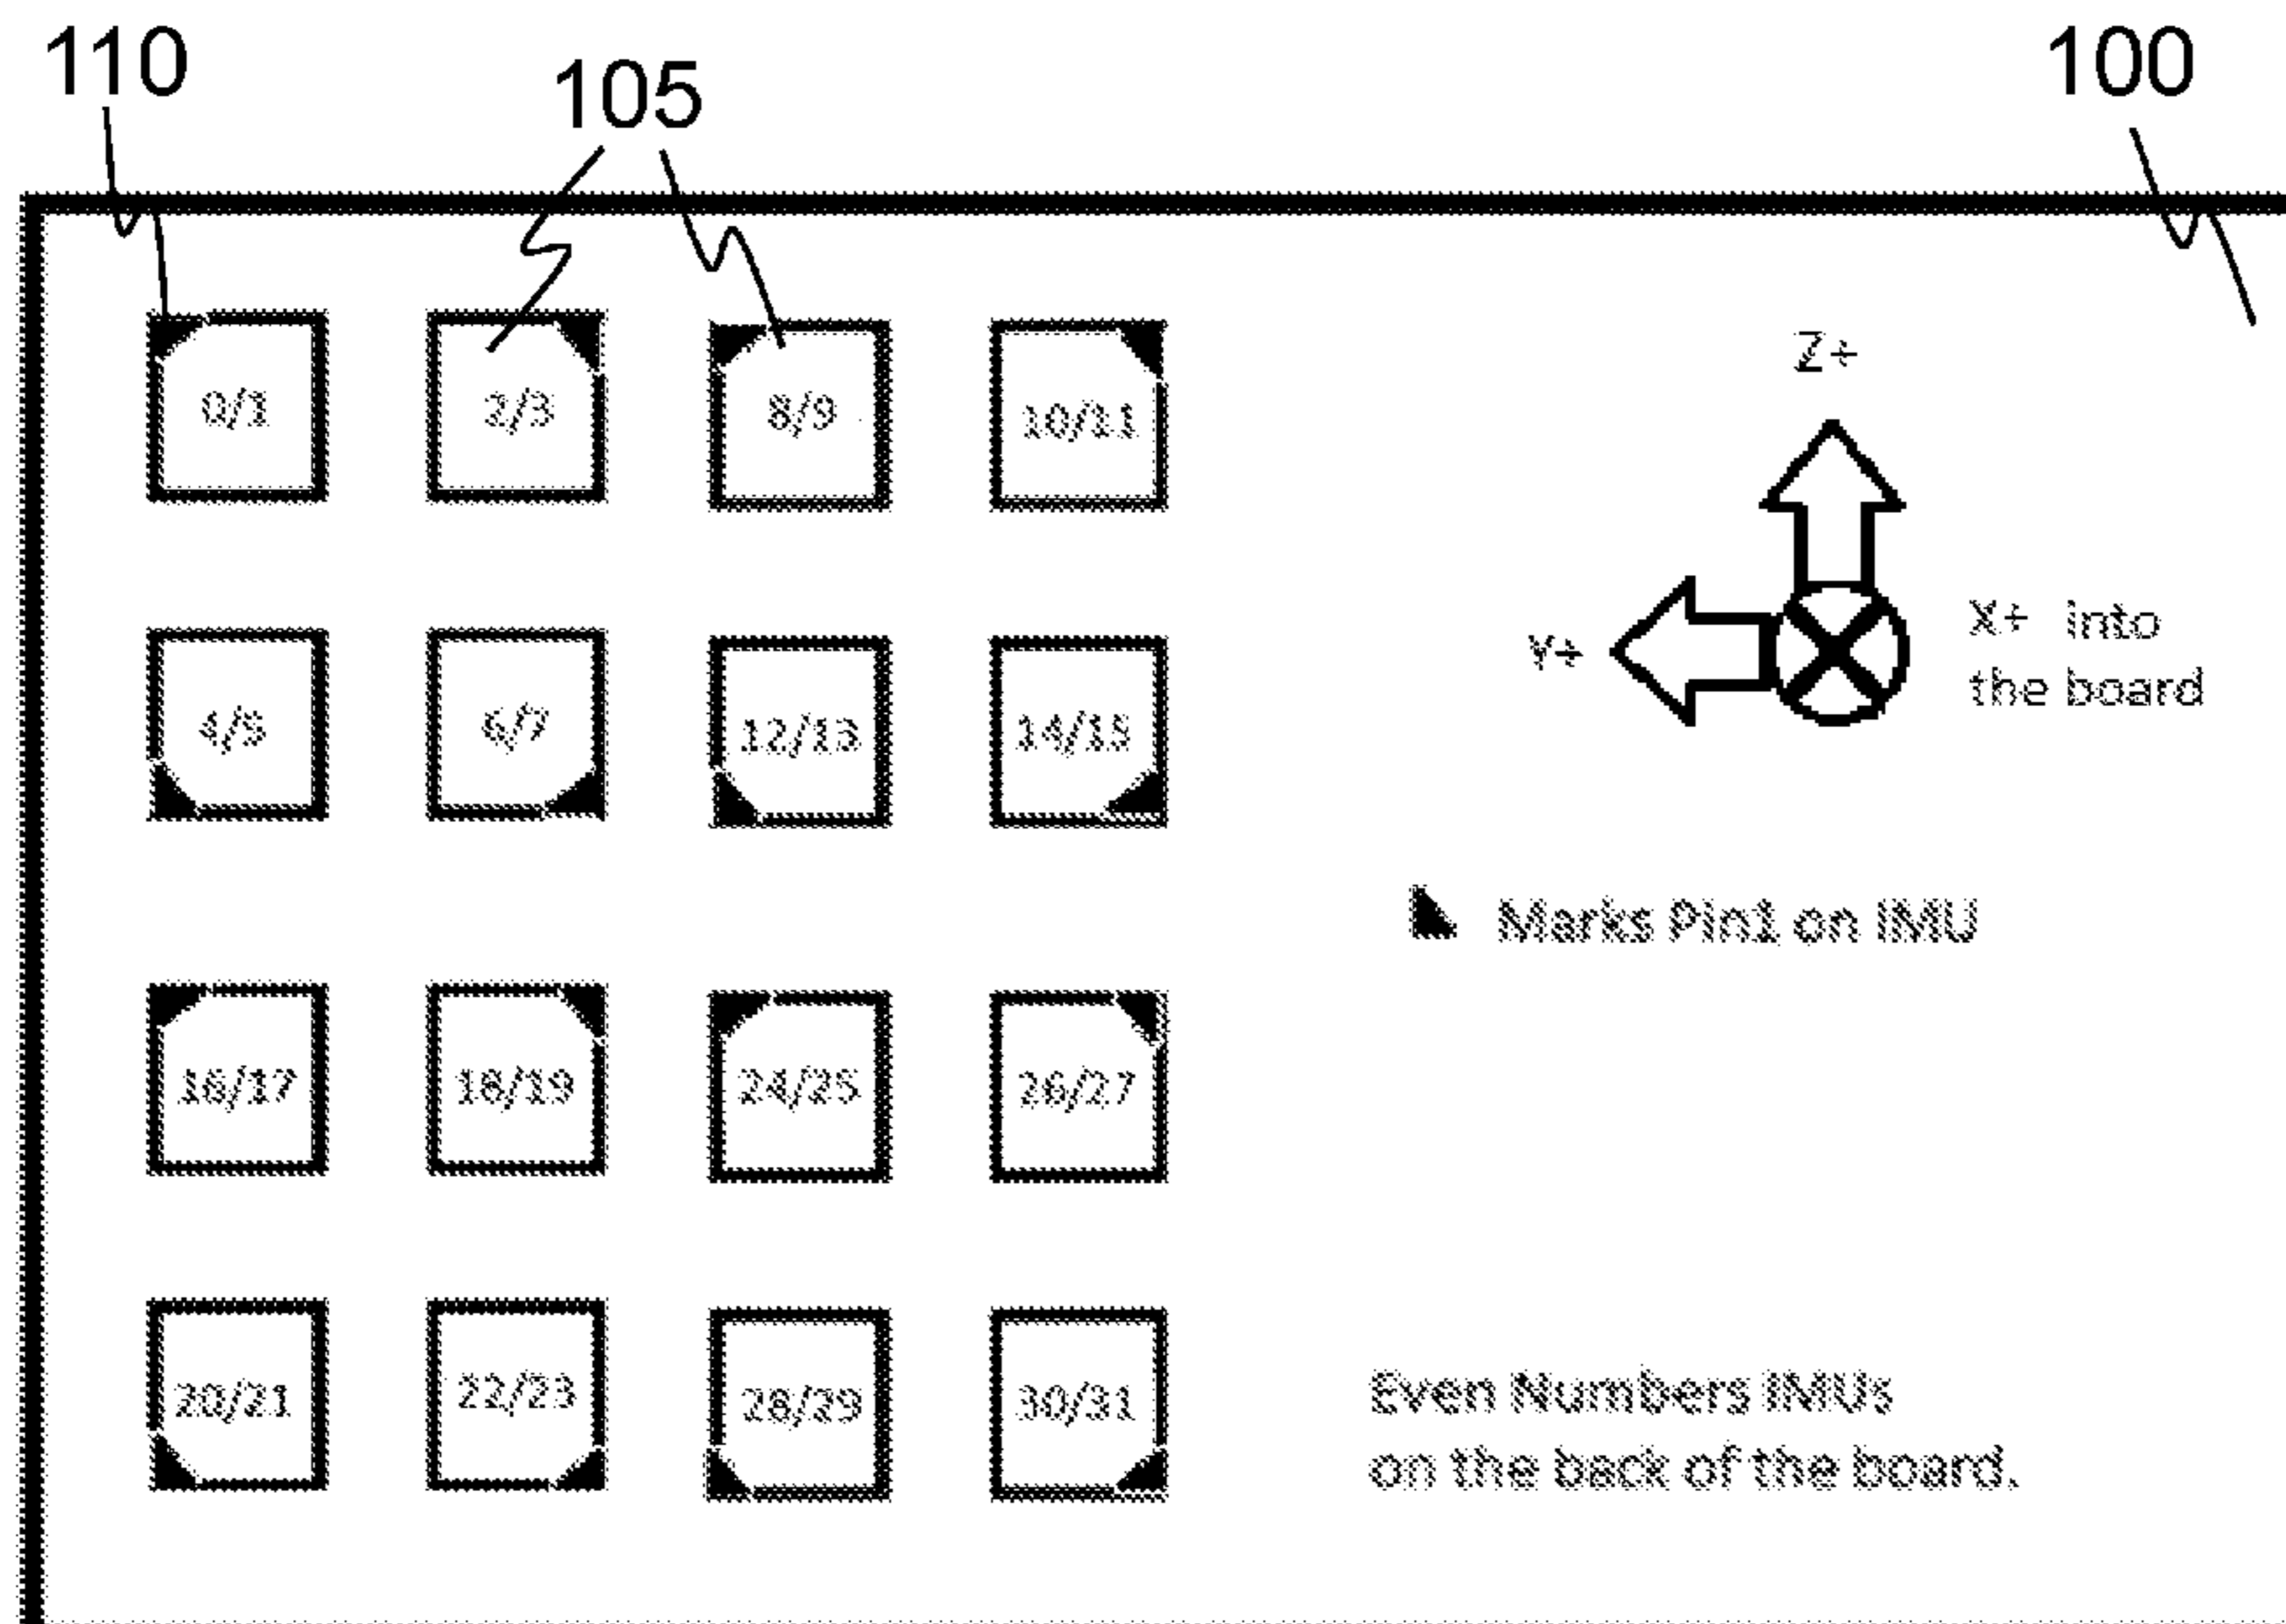 110
105
100
0/1
2/3
8/9
10/11
Z+
4/5
6/7
12/13
14/15
Y+
X+ into
the board
Marks Pin1 on IMU
16/17
18/19
24/25
26/27
20/21
22/23
28/29
30/31
Even Numbers IMUs
on the back of the board.